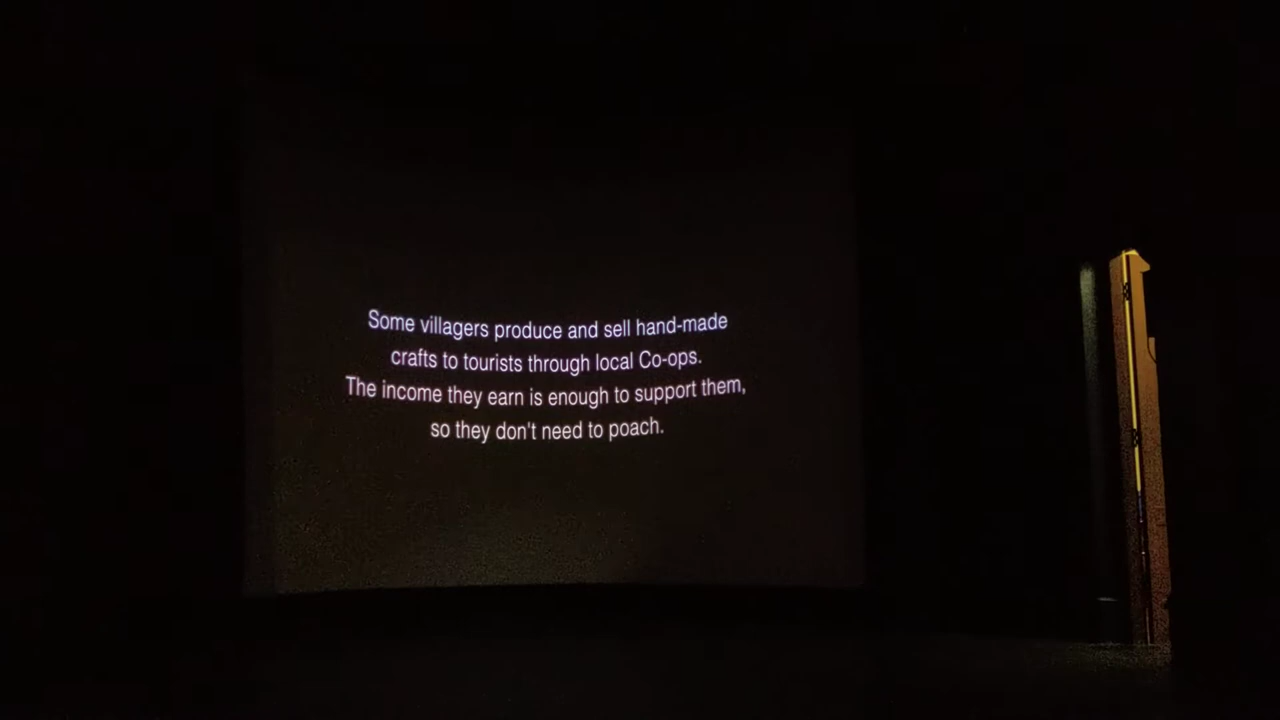 Some villagers produce and sell hand-made
crafts to tourists through local Co-ops.
The income they earn is enough to support them,
so they don't need to poach.